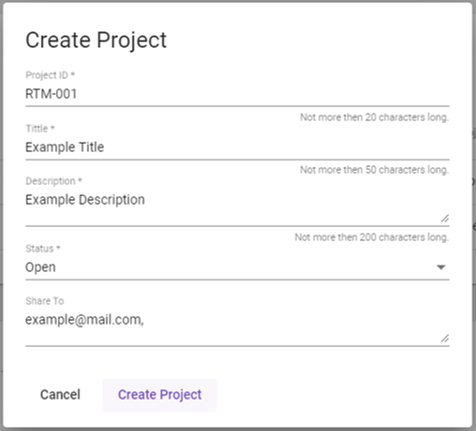 Create Project
Project ID *
RTM-001
Not more then 20 characters long.
Tittle *
Example Title
Not more then 50 characters long.
Description *
Example Description
Not more then 200 characters long.
Status *
Open
Share To
example@mail.com,
Cancel Create Project